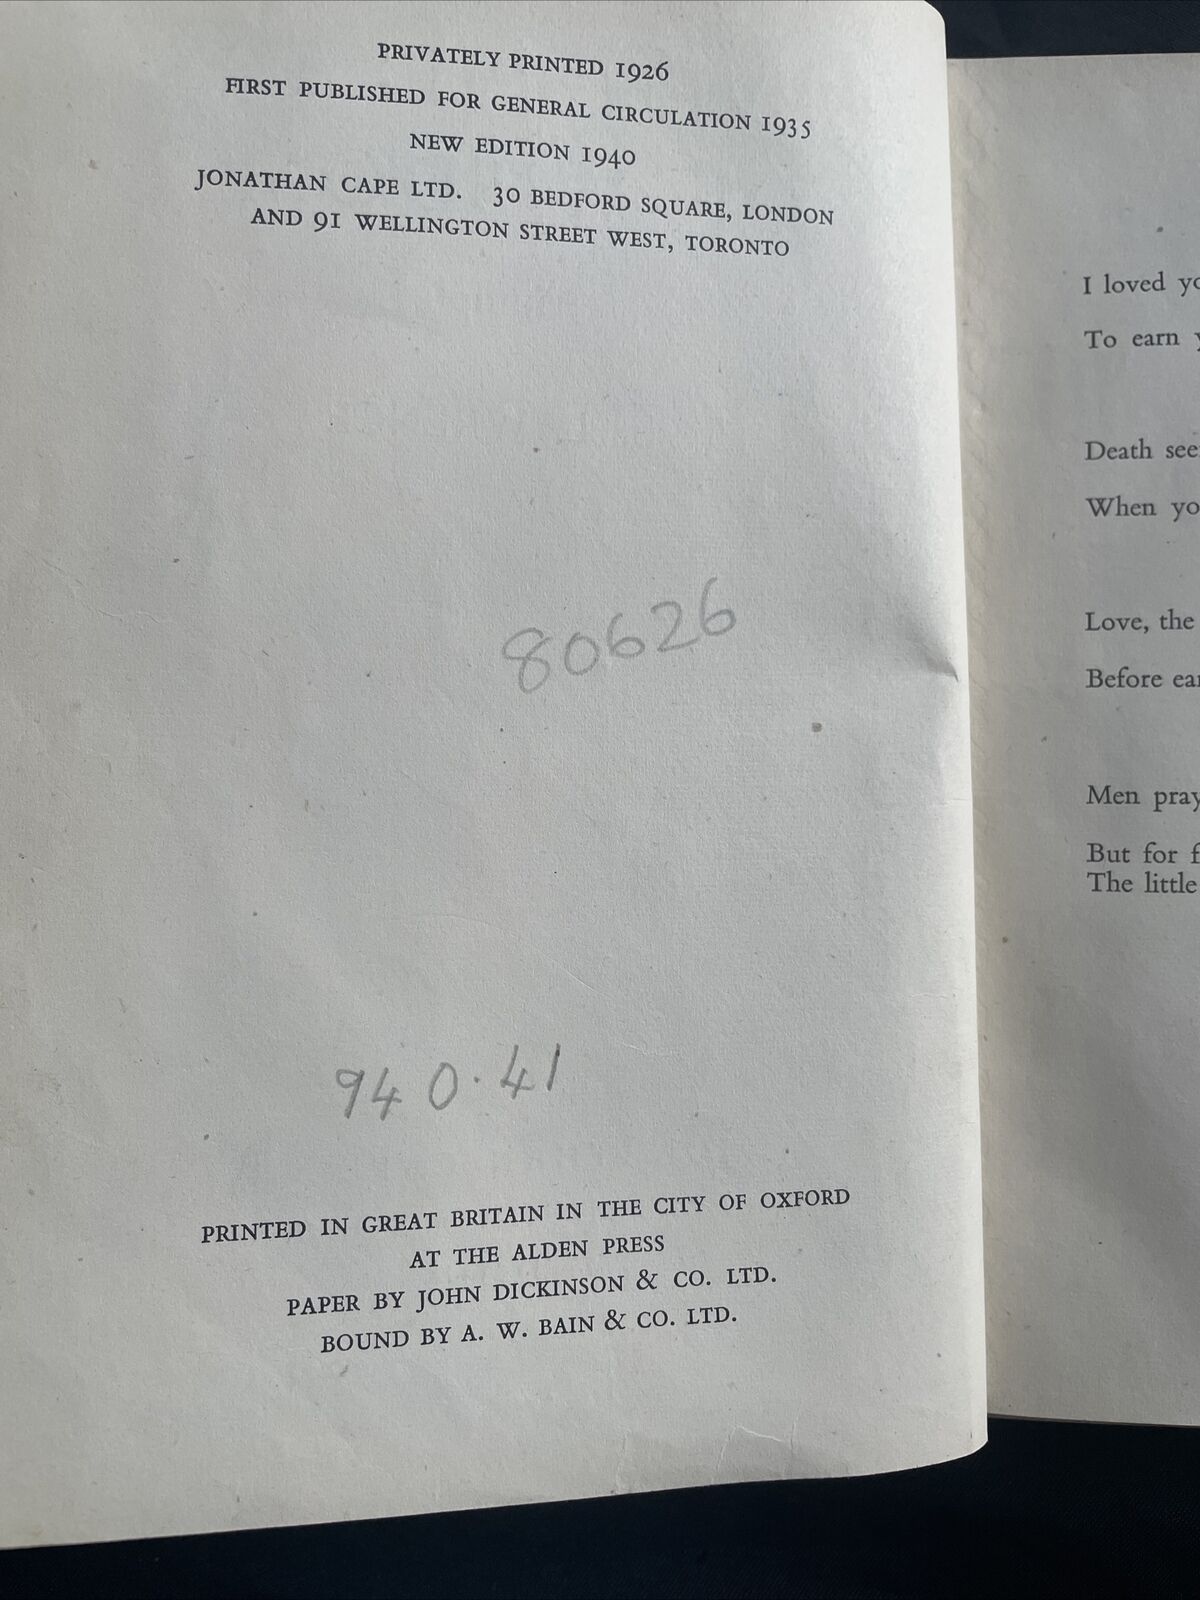 PRIVATELY PRINTED 1926
FIRST PUBLISHED FOR GENERAL CIRCULATION 1935
NEW EDITION 1940
JONATHAN CAPE LTD. 30 BEDFORD SQUARE, LONDON
AND 91 WELLINGTON STREET WEST, TORONTO
80626
940.41
PRINTED IN GREAT BRITAIN IN THE CITY OF OXFORD
AT THE ALDEN PRESS
PAPER BY JOHN DICKINSON & CO. LTD.
BOUND BY A. W. BAIN & CO. LTD.
I loved
To earn
Death
When
Love, the
Before
Men
But for
The little